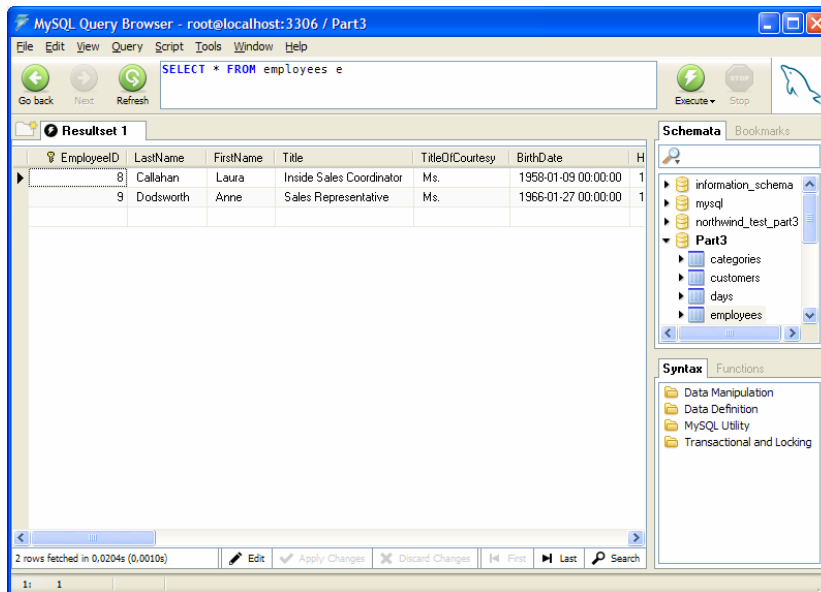 MySQL Query Browser - root@localhost:3306 / Part3
File Edit View Query Script Tools Window Help
SELECT * FROM employees e
Go back Next Refresh Execute Stop
STOP
Resultset 1
Schemata Bookmarks
EmployeeID LastName FirstName Title TitleOfCourtesy BirthDate H
8 Callahan Laura Inside Sales Coordinator Ms. 1958-01-09 00:00:00 1
9 Dodsworth Anne Sales Representative Ms. 1966-01-27 00:00:00 1
information_schema
mysql
northwind_test_part3
Part3
categories
customers
days
employees
Syntax Functions
Data Manipulation
Data Definition
MySQL Utility
Transactional and Locking
2 rows fetched in 0,0204s (0,0010s) Edit Apply Changes Discard Changes First Last Search
1: 1